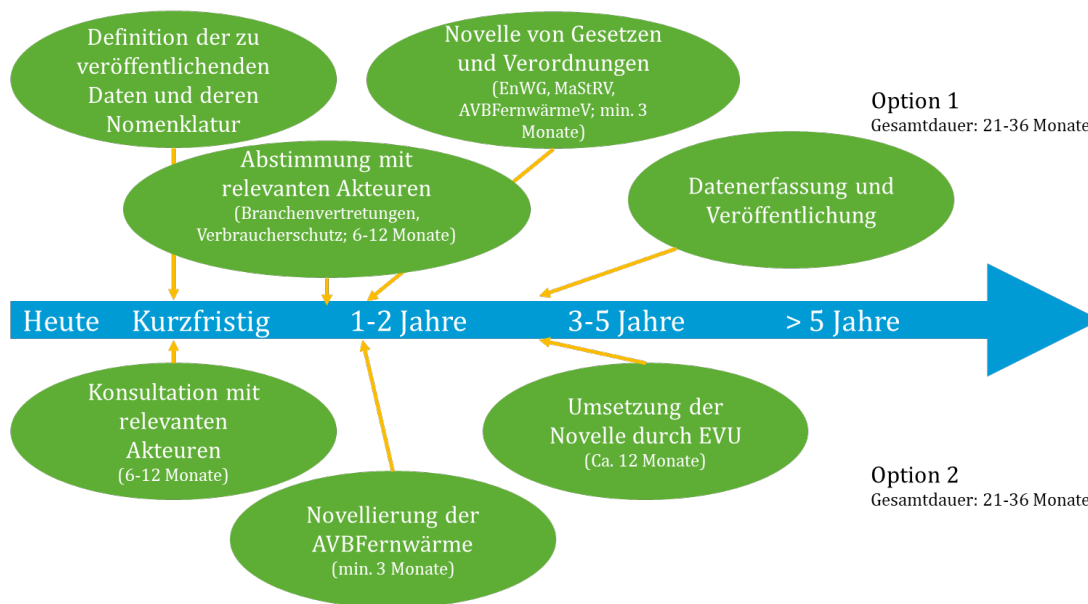 Definition der zu
veröffentlichenden
Daten und deren
Nomenklatur
Novelle von Gesetzen
und Verordnungen
(EnWG, MaStRV,
AVBFernwärmeV; min. 3
Monate)
Option 1
Gesamtdauer: 21-36 Monate
Abstimmung mit
relevanten Akteuren
(Branchenvertretungen,
Verbraucherschutz; 6-12 Monate)
Datenerfassung und
Veröffentlichung
Heute Kurzfristig 1-2 Jahre 3-5 Jahre > 5 Jahre
Konsultation mit
relevanten
Akteuren
(6-12 Monate)
Umsetzung der
Novelle durch EVU
(Ca. 12 Monate)
Novellierung der
AVBFernwärme
(min. 3 Monate)
Option 2
Gesamtdauer: 21-36 Monate